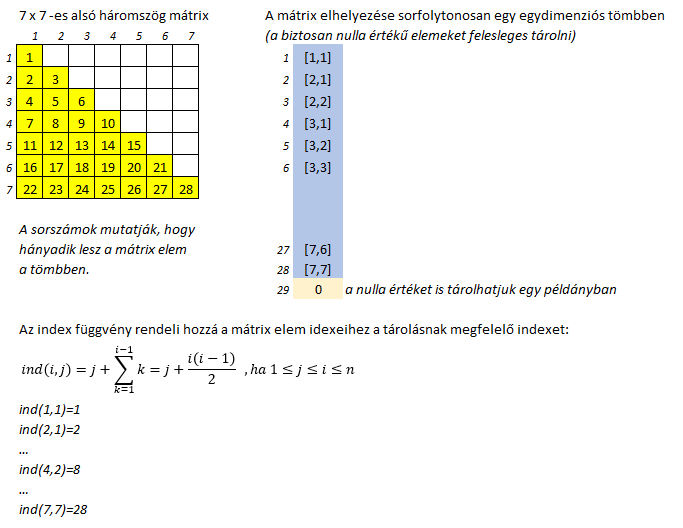 7 x 7 -es alsó háromszög mátrix
1 2 3 4 5 6 7
1 1
2 2 3
3 4 5 6
4 7 8 9 10
5 11 12 13 14 15
6 16 17 18 19 20 21
7 22 23 24 25 26 27 28
A sorszámok mutatják, hogy
hányadik lesz a mátrix elem
a tömbben.
A mátrix elhelyezése sorfolytonosan egy egydimenziós tömbben
(a biztosan nulla értékű elemeket felesleges tárolni)
1 [1,1]
2 [2,1]
3 [2,2]
4 [3,1]
5 [3,2]
6 [3,3]
27 [7,6]
28 [7,7]
29 0 a nulla értéket is tárolhatjuk egy példányban
Az index függvény rendeli hozzá a mátrix elem idexeihez a tárolásnak megfelelő indexet:
ind(i,j) = j + ∑_{k=1}^{i−1} k = j + i(i − 1)/2 , ha 1 ≤ j ≤ i ≤ n
ind(1,1)=1
ind(2,1)=2
...
ind(4,2)=8
...
ind(7,7)=28